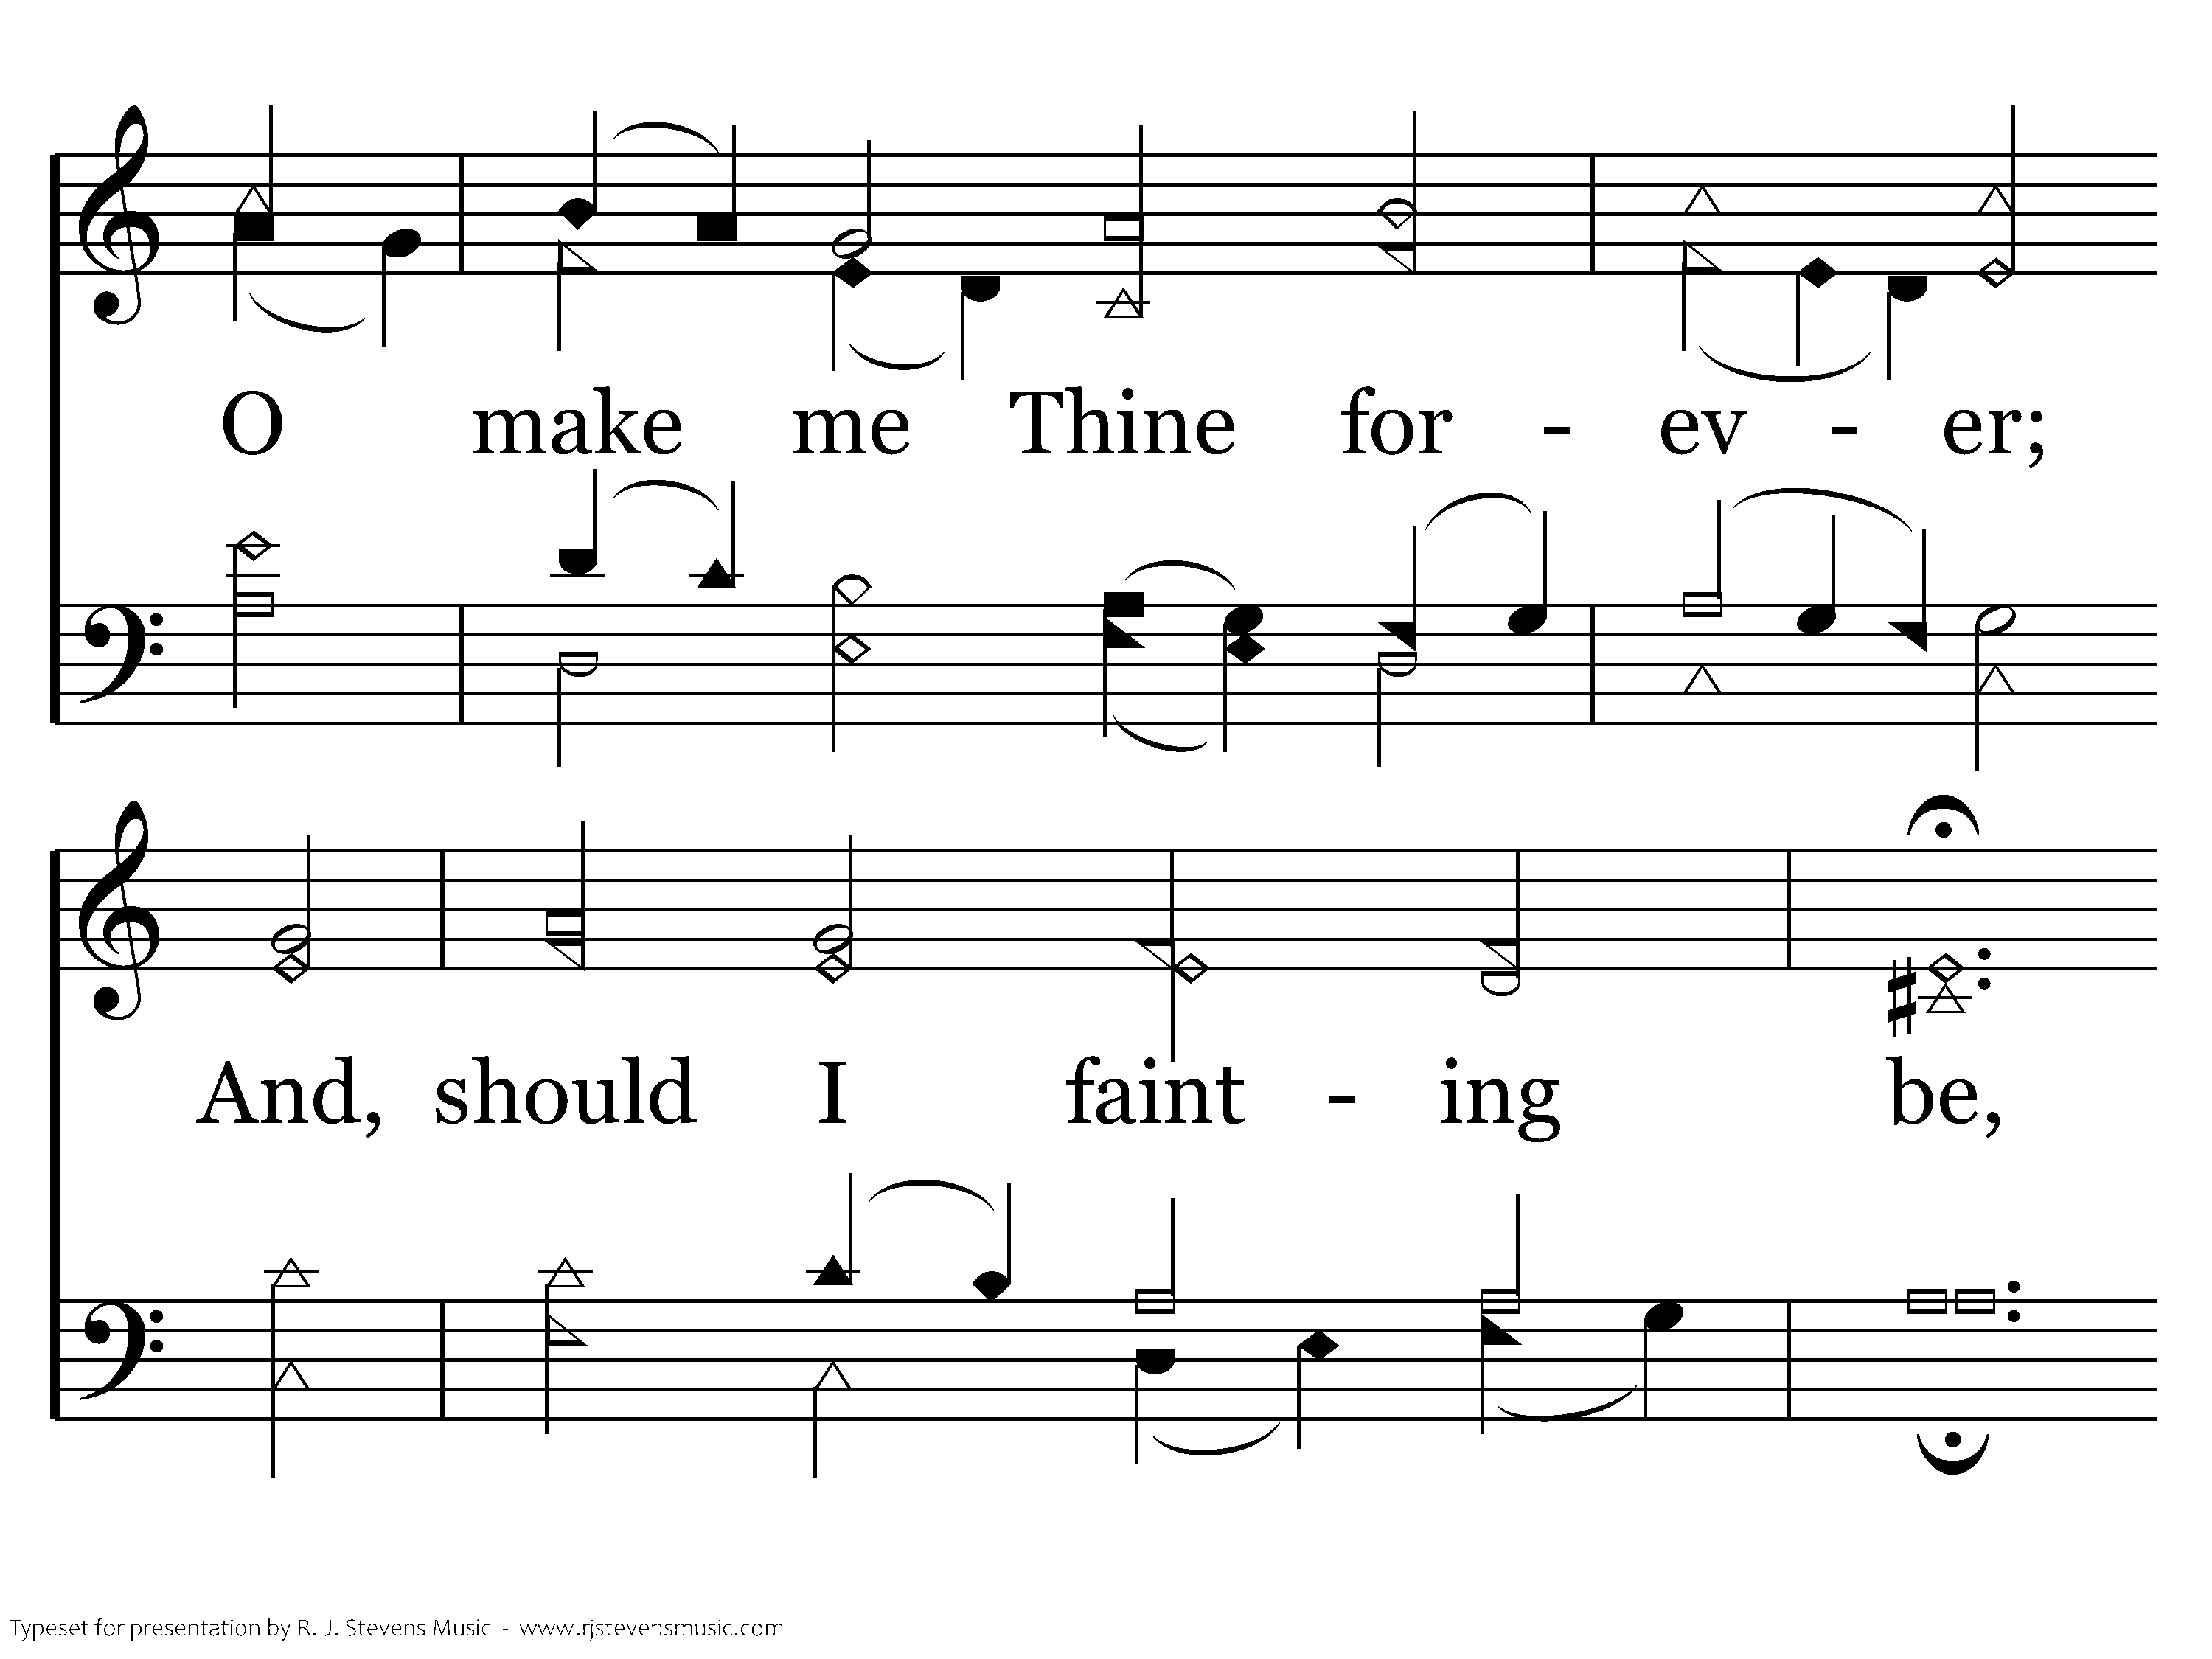 O make me Thine for - ev - er;
And, should I faint - ing be,
Typeset for presentation by R. J. Stevens Music - www.rjstevensmusic.com